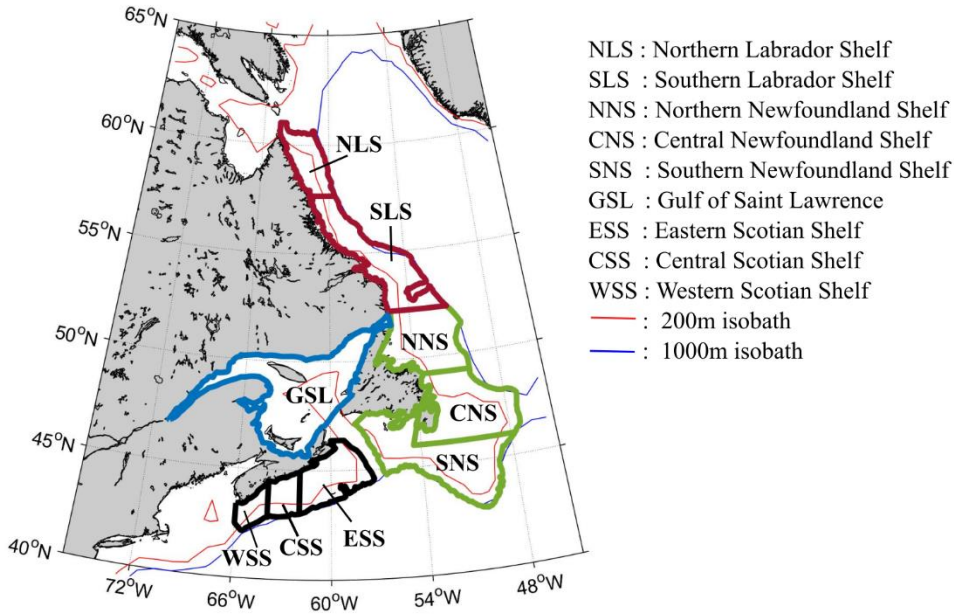 65°N
60°N
55°N
50°N
45°N
40°N
72°W
66°W
60°W
54°W
48°W
NLS
SLS
NNS
CNS
SNS
GSL
WSS
CSS
ESS
NLS : Northern Labrador Shelf
SLS : Southern Labrador Shelf
NNS : Northern Newfoundland Shelf
CNS : Central Newfoundland Shelf
SNS : Southern Newfoundland Shelf
GSL : Gulf of Saint Lawrence
ESS : Eastern Scotian Shelf
CSS : Central Scotian Shelf
WSS : Western Scotian Shelf
: 200m isobath
: 1000m isobath